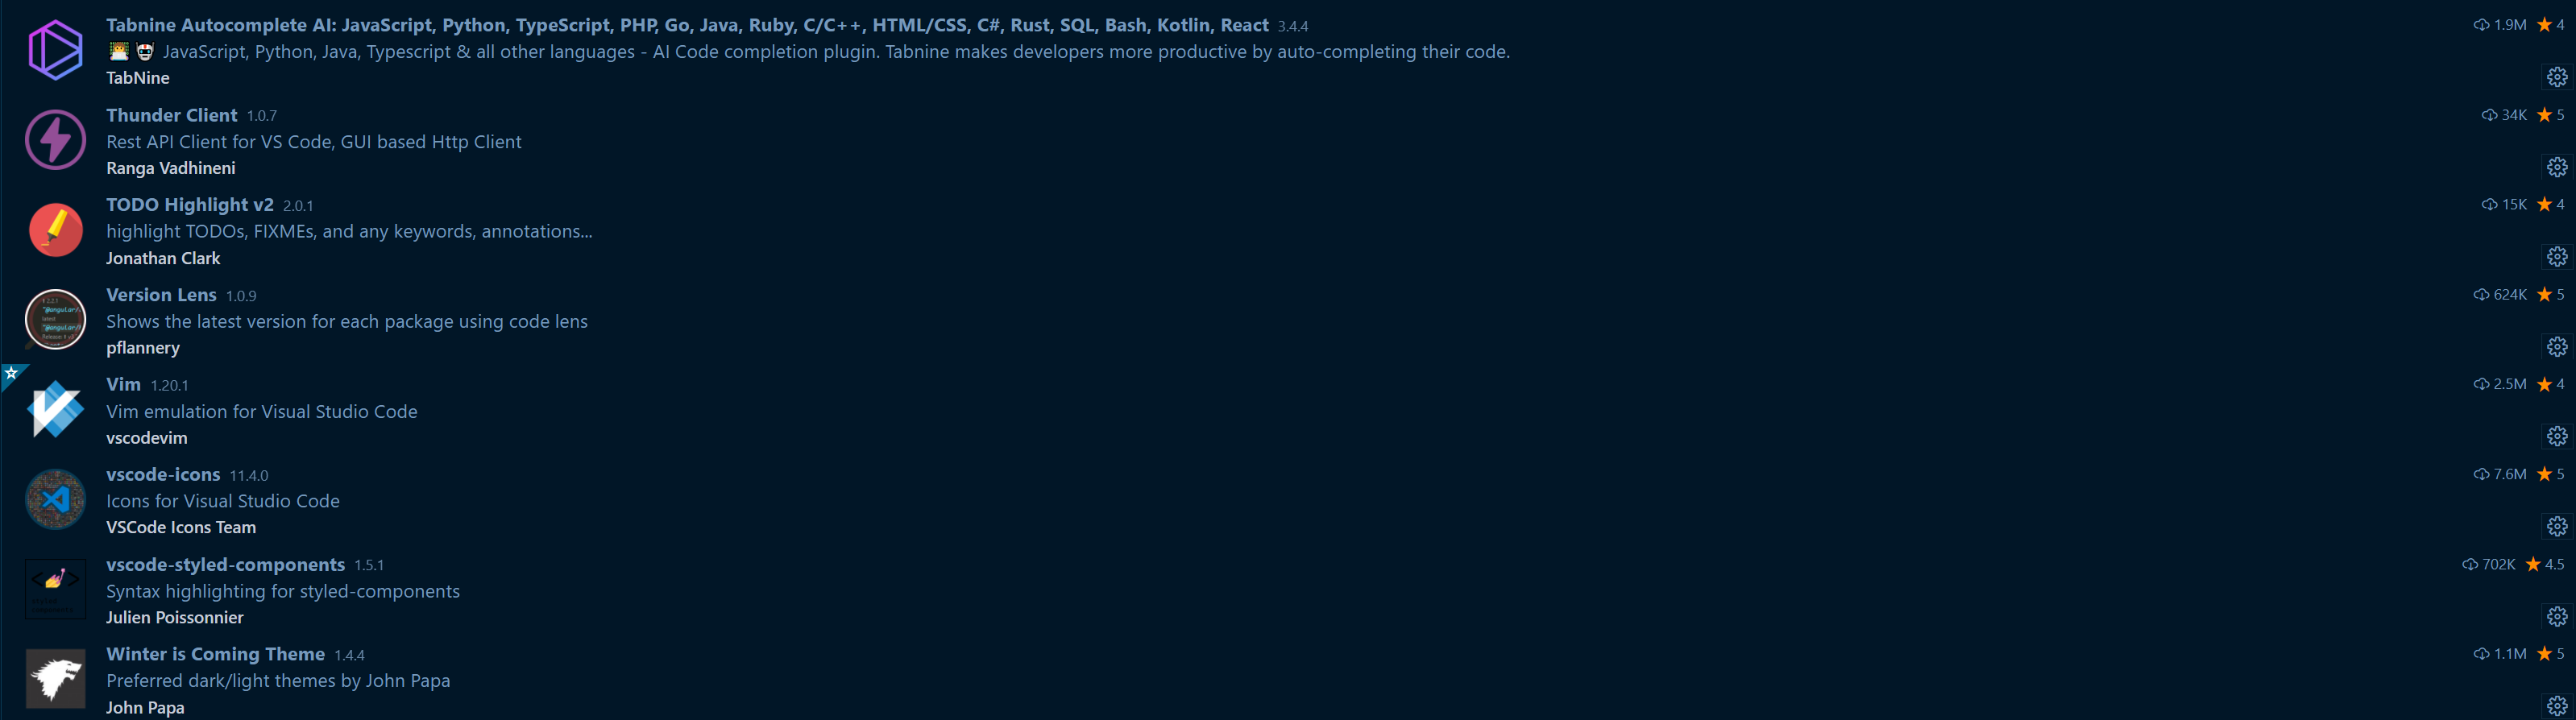 Tabnine Autocomplete AI: JavaScript, Python, TypeScript, PHP, Go, Java, Ruby, C/C++, HTML/CSS, C#, Rust, SQL, Bash, Kotlin, React 3.4.4 1.9M 4
JavaScript, Python, Java, Typescript & all other languages - AI Code completion plugin. Tabnine makes developers more productive by auto-completing their code.
TabNine
Thunder Client 1.0.7 34K 5
Rest API Client for VS Code, GUI based Http Client
Ranga Vadhineni
TODO Highlight v2 2.0.1 15K 4
highlight TODOs, FIXMEs, and any keywords, annotations...
Jonathan Clark
Version Lens 1.0.9 624K 5
Shows the latest version for each package using code lens
pflannery
Vim 1.20.1 2.5M 4
Vim emulation for Visual Studio Code
vscodevim
vscode-icons 11.4.0 7.6M 5
Icons for Visual Studio Code
VSCode Icons Team
vscode-styled-components 1.5.1 702K 4.5
Syntax highlighting for styled-components
Julien Poissonnier
Winter is Coming Theme 1.4.4 1.1M 5
Preferred dark/light themes by John Papa
John Papa